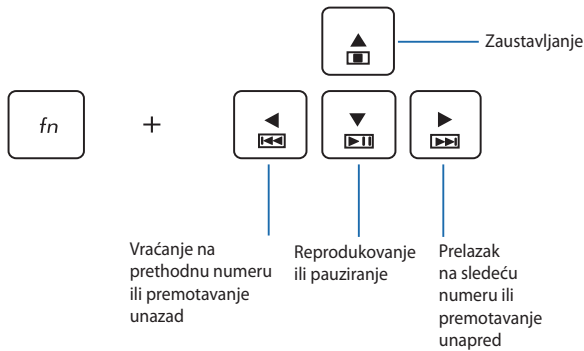 Zaustavljanje
fn
+
Vraćanje na
prethodnu numeru
ili premotavanje
unazad
Reprodukovanje
ili pauziranje
Prelazak
na sledeću
numeru ili
premotavanje
unapred